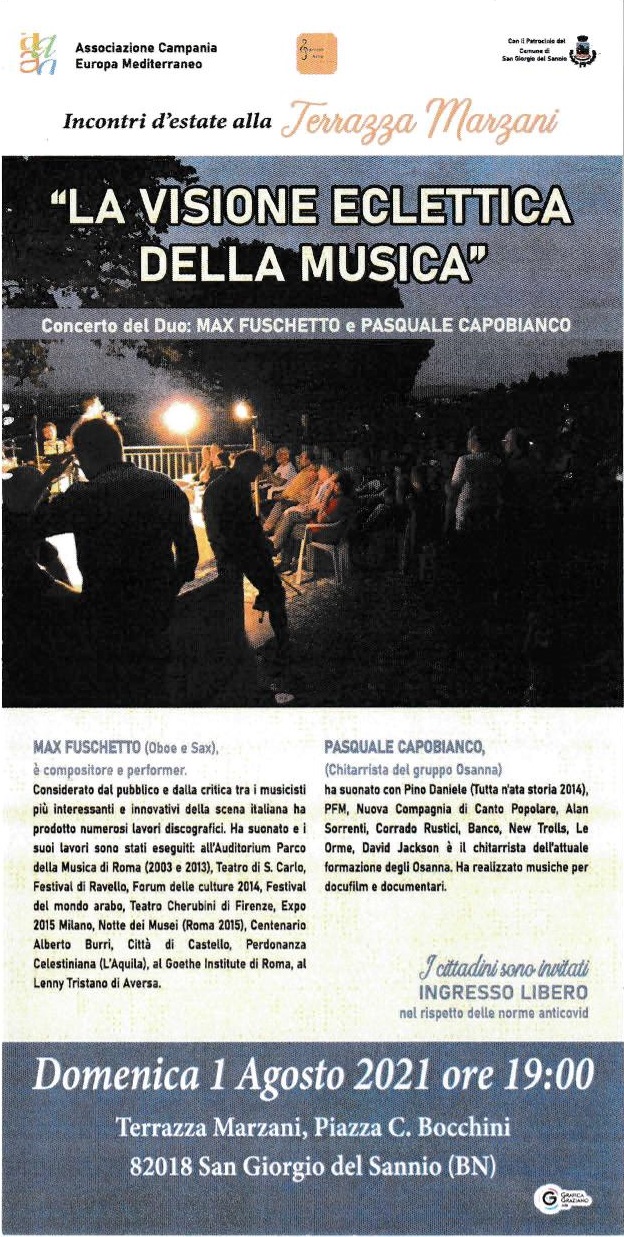 Associazione Campania
Europa Mediterraneo
Con il Patrocinio del
Comune di
San Giorgio del Sannio
Incontri d'estate alla Terrazza Marzani
"LA VISIONE ECLETTICA
DELLA MUSICA"
Concerto del Duo: MAX FUSCHETTO e PASQUALE CAPOBIANCO
MAX FUSCHETTO (Oboe e Sax),
è compositore e performer.
Considerato dal pubblico e dalla critica tra i musicisti
più interessanti e innovativi della scena italiana ha
prodotto numerosi lavori discografici. Ha suonato e i
suoi lavori sono stati eseguiti: all'Auditorium Parco
della Musica di Roma (2003 e 2013), Teatro di S. Carlo,
Festival di Ravello, Forum delle culture 2014, Festival
del mondo arabo, Teatro Cherubini di Firenze, Expo
2015 Milano, Notte dei Musei (Roma 2015), Centenario
Alberto Burri, Città di Castello, Perdonanza
Celestiniana (L'Aquila), al Goethe Institute di Roma, al
Lenny Tristano di Aversa.
PASQUALE CAPOBIANCO,
(Chitarrista del gruppo Osanna)
ha suonato con Pino Daniele (Tutta n'ata storia 2014),
PFM, Nuova Compagnia di Canto Popolare, Alan
Sorrenti, Corrado Rustici, Banco, New Trolls, Le
Orme, David Jackson è il chitarrista dell'attuale
formazione degli Osanna. Ha realizzato musiche per
docufilm e documentari.
I cittadini sono invitati
INGRESSO LIBERO
nel rispetto delle norme anticovid
Domenica 1 Agosto 2021 ore 19:00
Terrazza Marzani, Piazza C. Bocchini
82018 San Giorgio del Sannio (BN)
GRAFICA
GRAZIANO